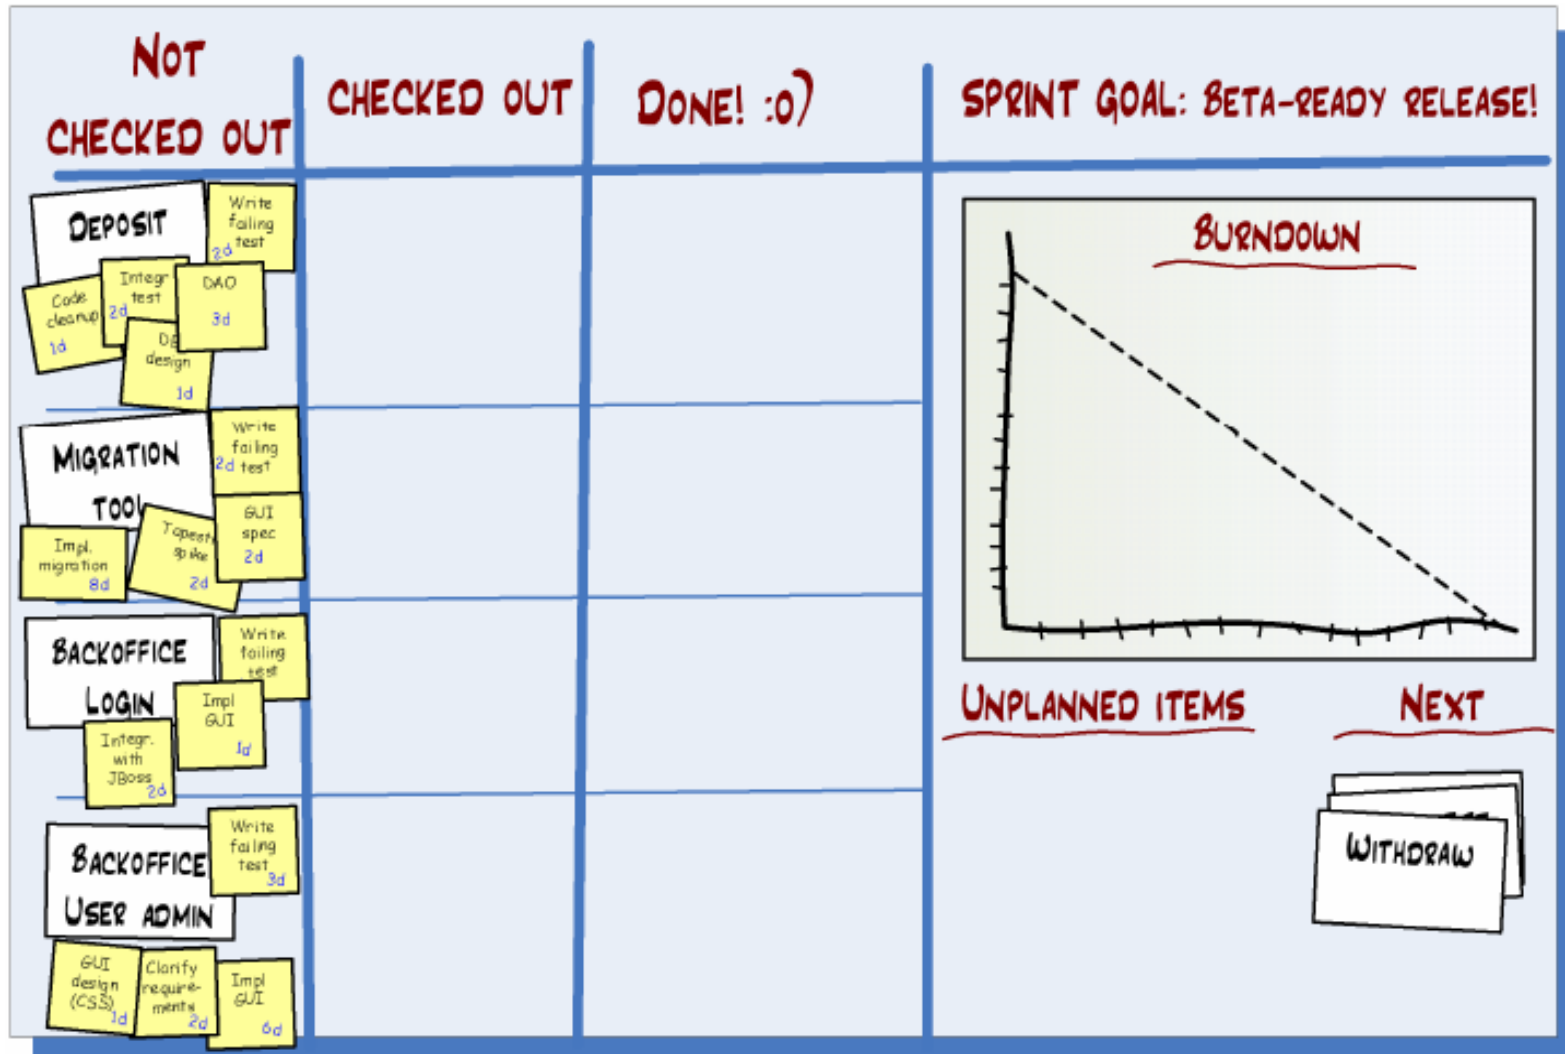 NOT
CHECKED OUT
CHECKED OUT
DONE! :o)
SPRINT GOAL: BETA-READY RELEASE!
DEPOSIT
Write
failing
test
2d
Code
cleanup
1d
Integr
test
2d
DAO
3d
design
1d
MIGRATION
TOOL
Write
failing
test
2d
GUI
spec
2d
Impl.
migration
8d
spike
2d
BACKOFFICE
LOGIN
Write
failing
test
Impl
GUI
1d
Integr.
with
JBoss
2d
BACKOFFICE
USER ADMIN
Write
failing
test
3d
GUI
design
(CSS)
1d
Clarify
require-
ments
2d
Impl
GUI
6d
BURNDOWN
UNPLANNED ITEMS
NEXT
WITHDRAW